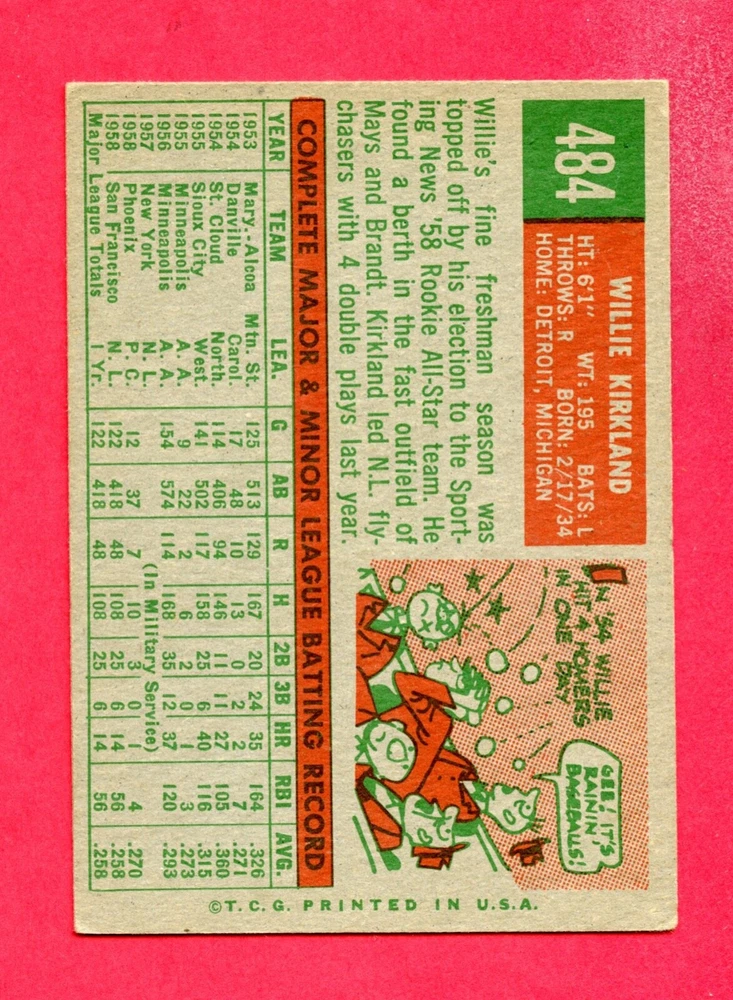 484
WILLIE KIRKLAND
HT: 6'1" WT: 195 BATS: L
THROWS: R BORN: 2/17/34
HOME: DETROIT, MICHIGAN
Willie's fine freshman season was
topped off by his election to the Sport-
ing News '58 Rookie All-Star team. He
found a berth in the fast outfield of
Mays and Brandt. Kirkland led N.L. fly-
chasers with 4 double plays last year.
IN '54 WILLIE
HIT 4 HOMERS
IN ONE
DAY
GEE, IT'S
RAININ'
BASEBALLS!
COMPLETE MAJOR & MINOR LEAGUE BATTING RECORD
YEAR TEAM LEA. G AB R H 2B 3B HR RBI AVG.
1953 Mary.-Alcoa Mtn. St. 125 513 129 167 20 24 35 164 .326
1954 Danville Carol. 17 48 10 13 0 2 2 7 .271
1954 St. Cloud North. 114 406 94 146 11 11 27 105 .360
1955 Sioux City West. 141 502 117 158 25 6 40 116 .315
1955 Minneapolis A.A. 9 22 2 6 2 0 1 3 .273
1956 Minneapolis A.A. 154 574 114 168 35 12 37 120 .293
1957 New York N.L. (In Military Service)
1958 Phoenix P.C. 12 37 7 10 3 0 1 4 .270
1958 San Francisco N.L. 122 418 48 108 25 6 14 56 .258
Major League Totals 1 Yr. 122 418 48 108 25 6 14 56 .258
©T.C.G. PRINTED IN U.S.A.